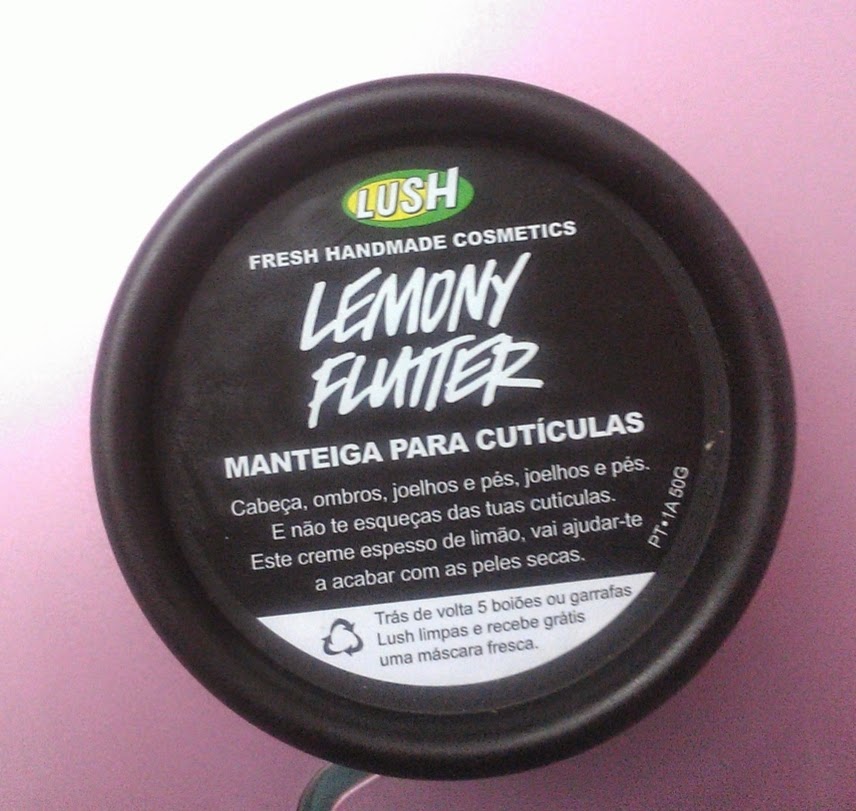 LUSH
FRESH HANDMADE COSMETICS
LEMONY
FLUTTER
MANTEIGA PARA CUTÍCULAS
Cabeça, ombros, joelhos e pés, joelhos e pés.
E não te esqueças das tuas cuticulas.
Este creme espesso de limão, vai ajudar-te
a acabar com as peles secas.
PT•1A 50G
Trás de volta 5 boiões ou garrafas
Lush limpas e recebe grátis
uma máscara fresca.